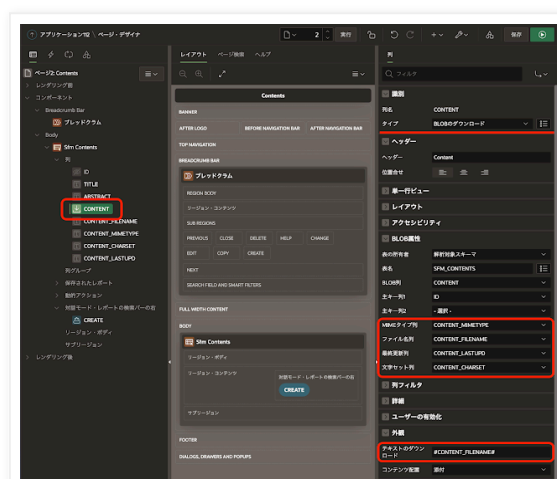 アプリケーション112 \ ページ・デザイナ
2
実行
保存
ページ2: Contents
レンダリング前
コンポーネント
Breadcrumb Bar
ブレッドクラム
Body
Sfm Contents
列
ID
TITLE
ABSTRACT
CONTENT
CONTENT_FILENAME
CONTENT_MIMETYPE
CONTENT_CHARSET
CONTENT_LASTUPD
列グループ
保存されたレポート
動的アクション
対話モード・レポートの検索バーの右
CREATE
リージョン・ボディ
サブリージョン
レンダリング後
レイアウト ページ検索 ヘルプ
Contents
BANNER
AFTER LOGO BEFORE NAVIGATION BAR AFTER NAVIGATION BAR
TOP NAVIGATION
BREADCRUMB BAR
ブレッドクラム
REGION BODY
リージョン・コンテンツ
SUB REGIONS
PREVIOUS CLOSE DELETE HELP CHANGE
EDIT COPY CREATE
NEXT
SEARCH FIELD AND SMART FILTERS
FULL WIDTH CONTENT
BODY
Sfm Contents
リージョン・ボディ
リージョン・コンテンツ
対話モード・レポートの検索バーの右
CREATE
サブリージョン
FOOTER
DIALOGS, DRAWERS AND POPUPS
列
フィルタ
識別
列名 CONTENT
タイプ BLOBのダウンロード
ヘッダー
ヘッダー Content
位置合せ
単一行ビュー
レイアウト
アクセシビリティ
BLOB属性
表の所有者 解析対象スキーマ
表名 SFM_CONTENTS
BLOB列 CONTENT
主キー列1 ID
主キー列2 - 選択 -
MIMEタイプ列 CONTENT_MIMETYPE
ファイル名列 CONTENT_FILENAME
最終更新列 CONTENT_LASTUPD
文字セット列 CONTENT_CHARSET
列フィルタ
詳細
ユーザーの有効化
外観
テキストのダウンロード #CONTENT_FILENAME#
コンテンツ配置 添付